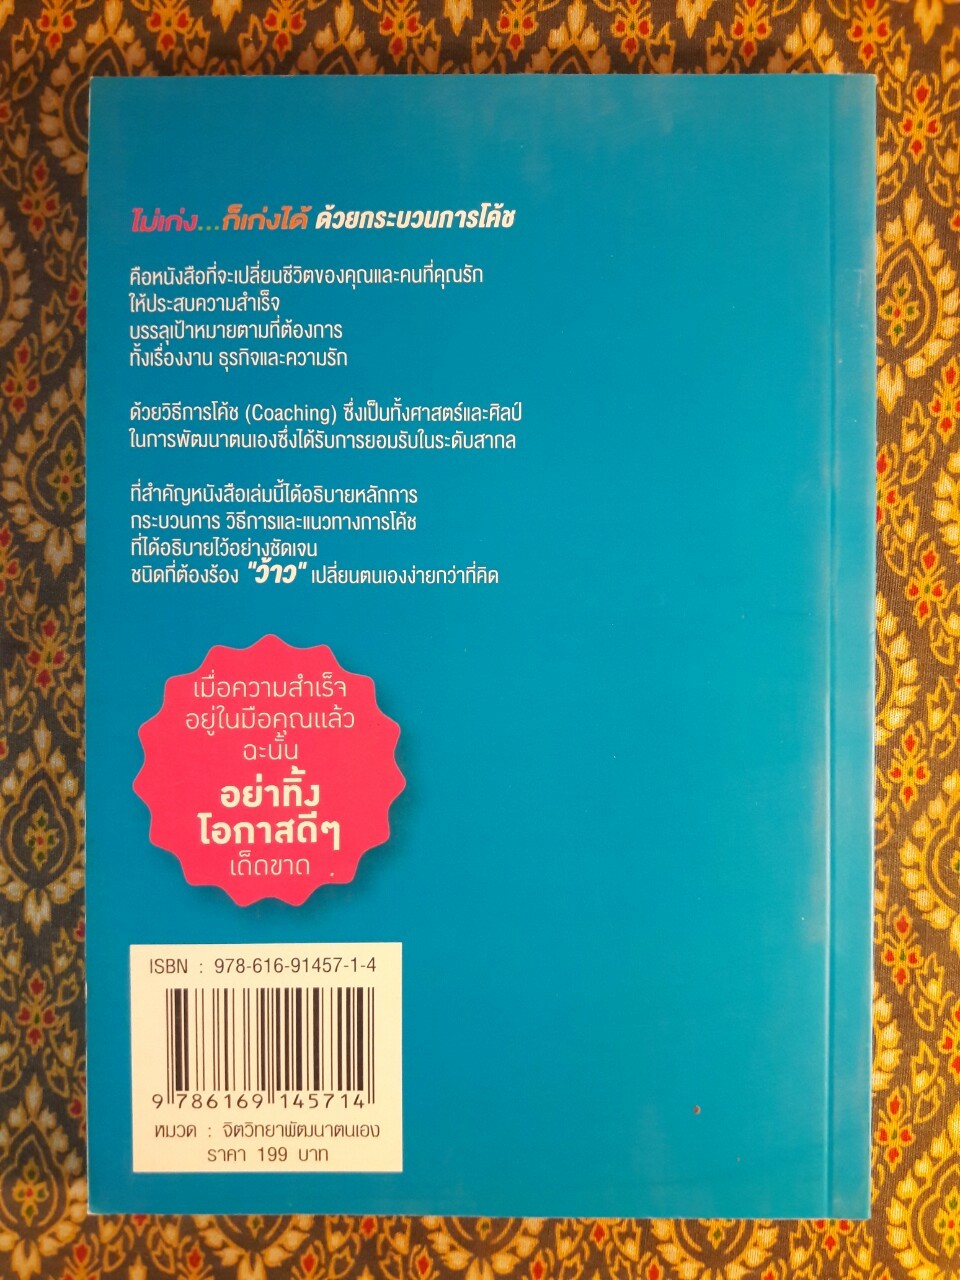 ไม่เก่ง...ก็เก่งได้ ด้วยกระบวนการโค้ช
คือหนังสือที่จะเปลี่ยนชีวิตของคุณและคนที่คุณรัก
ให้ประสบความสำเร็จ
บรรลุเป้าหมายตามที่ต้องการ
ทั้งเรื่องงาน ธุรกิจและความรัก
ด้วยวิธีการโค้ช (Coaching) ซึ่งเป็นทั้งศาสตร์และศิลป์
ในการพัฒนาตนเองซึ่งได้รับการยอมรับในระดับสากล
ที่สำคัญหนังสือเล่มนี้ได้อธิบายหลักการ
กระบวนการ วิธีการและแนวทางการโค้ช
ที่ได้อธิบายไว้อย่างชัดเจน
ชนิดที่ต้องร้อง "ว้าว" เปลี่ยนตนเองง่ายกว่าที่คิด
เมื่อความสำเร็จ
อยู่ในมือคุณแล้ว
ฉะนั้น
อย่าทิ้ง
โอกาสดีๆ
เด็ดขาด
ISBN : 978-616-91457-1-4
9 786169 145714
หมวด : จิตวิทยาพัฒนาตนเอง
ราคา 199 บาท